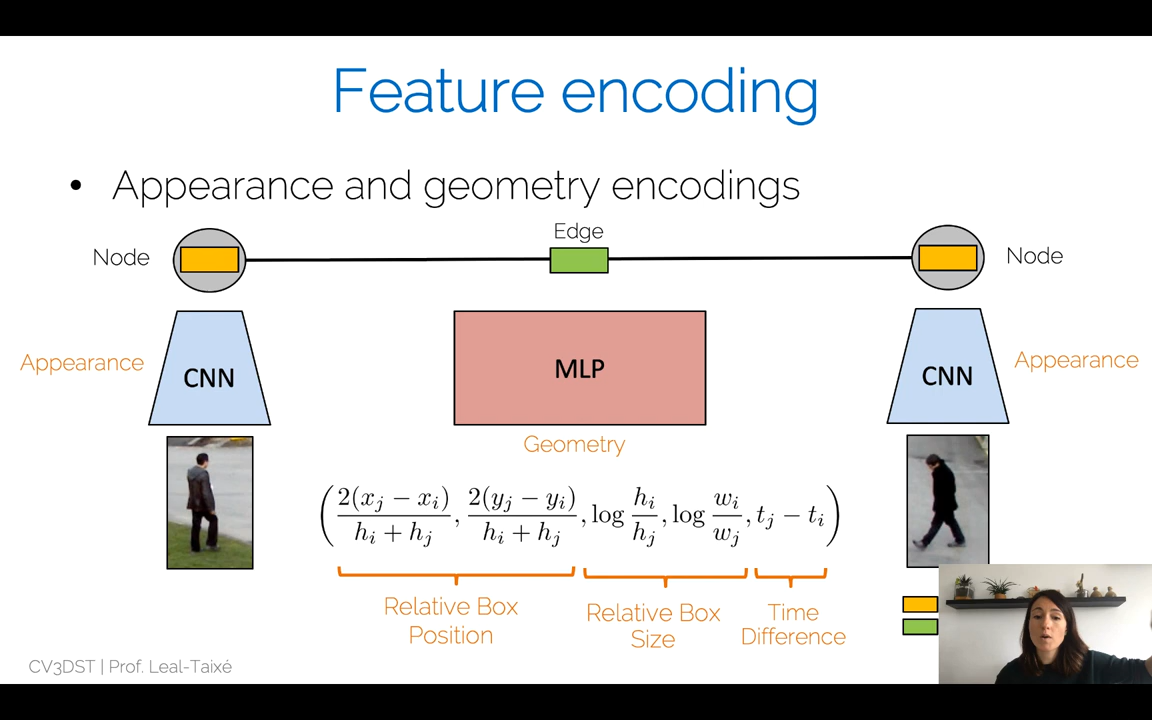 Feature encoding
• Appearance and geometry encodings
Edge
Node
Node
Appearance
CNN
MLP
CNN
Appearance
Geometry
(2(x_j − x_i)/(h_i + h_j), 2(y_j − y_i)/(h_i + h_j), log h_i/h_j, log w_i/w_j, t_j − t_i)
Relative Box
Position
Relative Box
Size
Time
Difference
CV3DST | Prof. Leal-Taixé